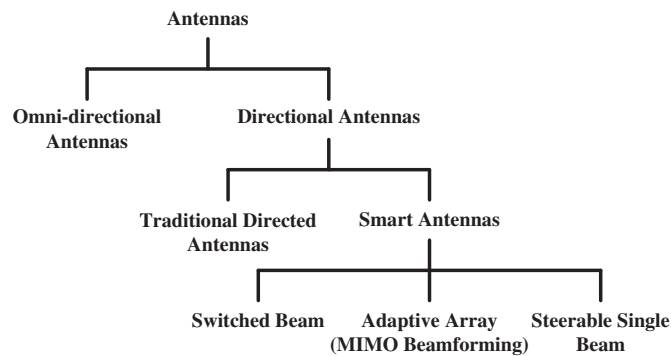 Antennas
Omni-directional
Antennas
Directional Antennas
Traditional Directed
Antennas
Smart Antennas
Switched Beam
Adaptive Array
(MIMO Beamforming)
Steerable Single
Beam